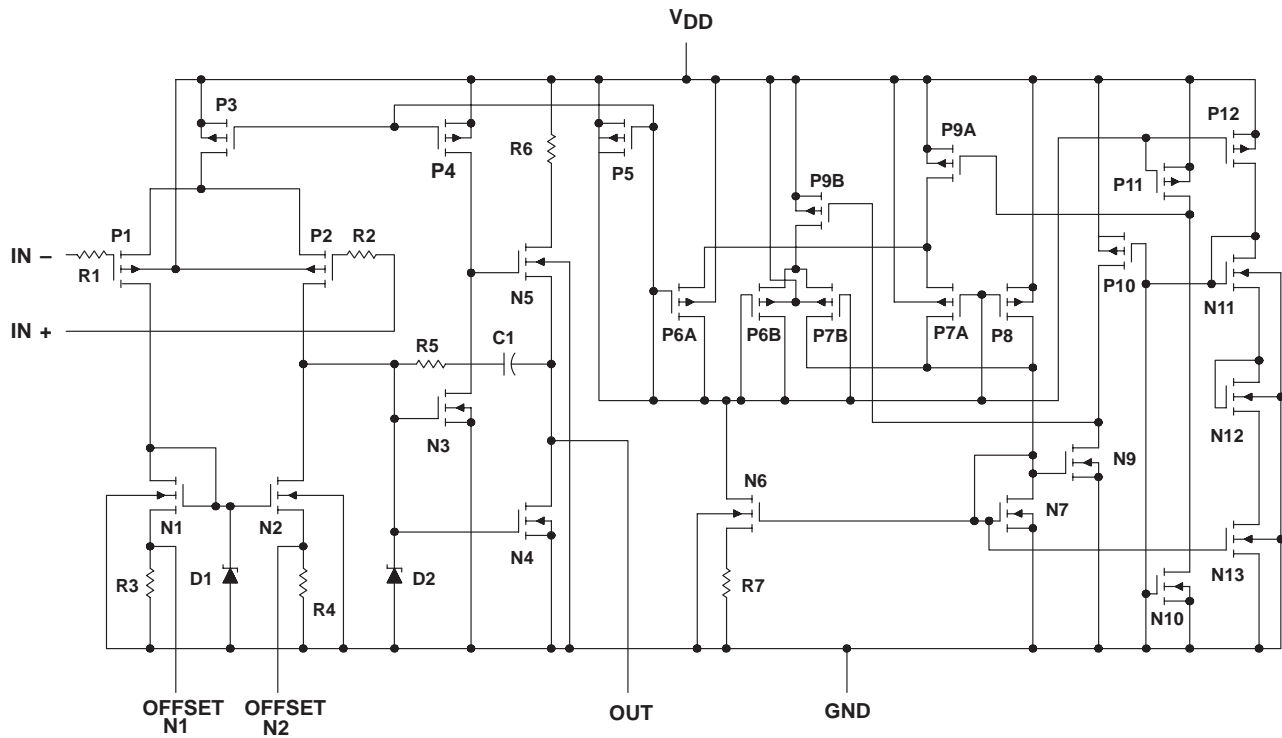 VDD
P3
P4
R6
P5
P9A
P12
P9B
P11
IN –
R1
P1
P2
R2
N5
P10
N11
IN +
P6A
P6B
P7B
P7A
P8
R5
C1
N3
N12
N9
N1
N2
N4
N6
N7
R3
D1
R4
D2
R7
N13
N10
OFFSET
N1
OFFSET
N2
OUT
GND